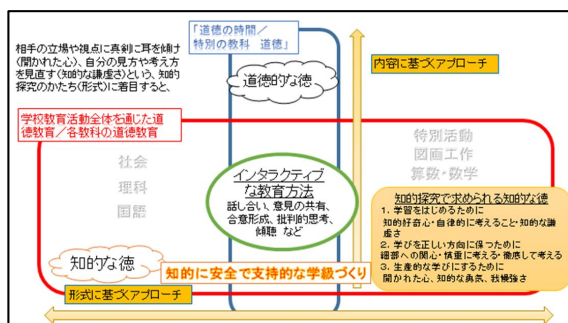 相手の立場や視点に真剣に耳を傾け
(開かれた心)、自分の見方や考え方
を見直す(知的な謙虚さ)という、知的
探究のかたち(形式)に着目すると、
「道徳の時間/
特別の教科 道徳」
道徳的な徳
内容に基づくアプローチ
学校教育活動全体を通じた道
徳教育/各教科の道徳教育
社会
理科
国語
特別活動
図画工作
算数・数学
インタラクティブ
な教育方法
話し合い、意見の共有、
合意形成、批判的思考、
傾聴 など
知的探究で求められる知的な徳
1. 学習をはじめるために
知的好奇心・自律的に考えること・知的な謙
虚さ
2. 学びを正しい方向に保つために
細部への関心・慎重に考える・徹底して考える
3. 生産的な学びにするために
開かれた心、知的な勇気、我慢強さ
知的な徳
知的に安全で支持的な学級づくり
形式に基づくアプローチ